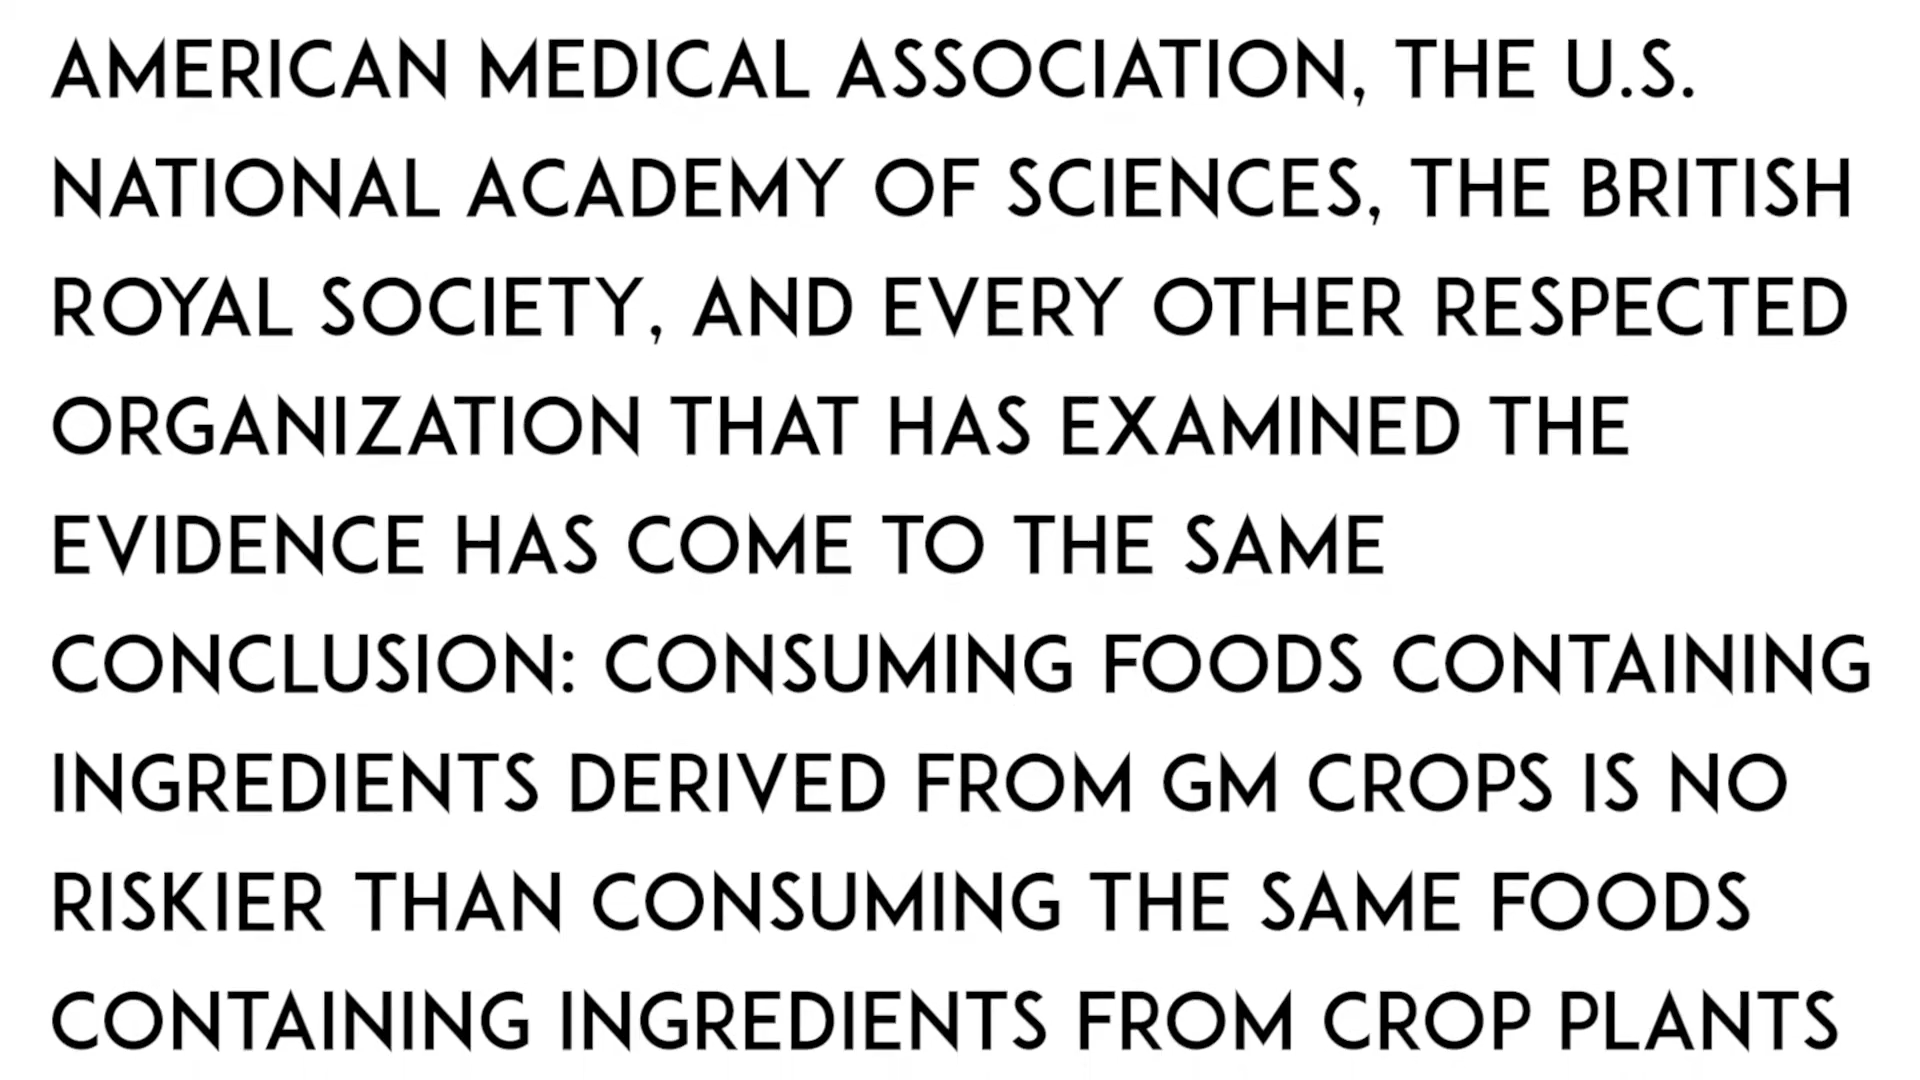 AMERICAN MEDICAL ASSOCIATION, THE U.S.
NATIONAL ACADEMY OF SCIENCES, THE BRITISH
ROYAL SOCIETY, AND EVERY OTHER RESPECTED
ORGANIZATION THAT HAS EXAMINED THE
EVIDENCE HAS COME TO THE SAME
CONCLUSION: CONSUMING FOODS CONTAINING
INGREDIENTS DERIVED FROM GM CROPS IS NO
RISKIER THAN CONSUMING THE SAME FOODS
CONTAINING INGREDIENTS FROM CROP PLANTS